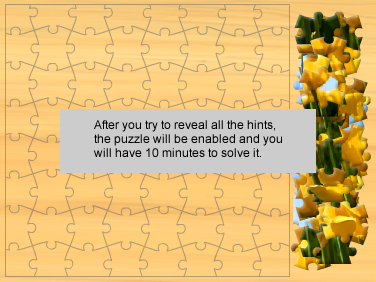 After you try to reveal all the hints,
the puzzle will be enabled and you
will have 10 minutes to solve it.